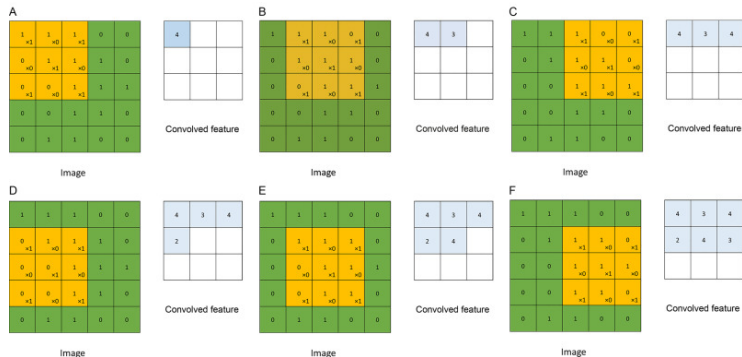 A
1×1 1×0 1×1 0 0
0×0 1×1 1×0 1 0
0×1 0×0 1×1 1 1
0 0 1 1 0
0 1 1 0 0
Image
4
Convolved feature
B
1 1×1 1×0 0×1 0
0 1×0 1×1 1×0 0
0 0×1 1×0 1×1 1
0 0 1 1 0
0 1 1 0 0
Image
4 3
Convolved feature
C
1 1 1×1 0×0 0×1
0 1 1×0 1×1 0×0
0 0 1×1 1×0 1×1
0 0 1 1 0
0 1 1 0 0
Image
4 3 4
Convolved feature
D
1 1 1 0 0
0×1 1×0 1×1 1 0
0×0 0×1 1×0 1 1
0×1 0×0 1×1 1 0
0 1 1 0 0
Image
4 3 4
2
Convolved feature
E
1 1 1 0 0
0 1×1 1×0 1×1 0
0 0×0 1×1 1×0 1
0 0×1 1×0 1×1 0
0 1 1 0 0
Image
4 3 4
2 4
Convolved feature
F
1 1 1 0 0
0 1 1×1 1×0 0×1
0 0 1×0 1×1 1×0
0 0 1×1 1×0 0×1
0 1 1 0 0
Image
4 3 4
2 4 3
Convolved feature